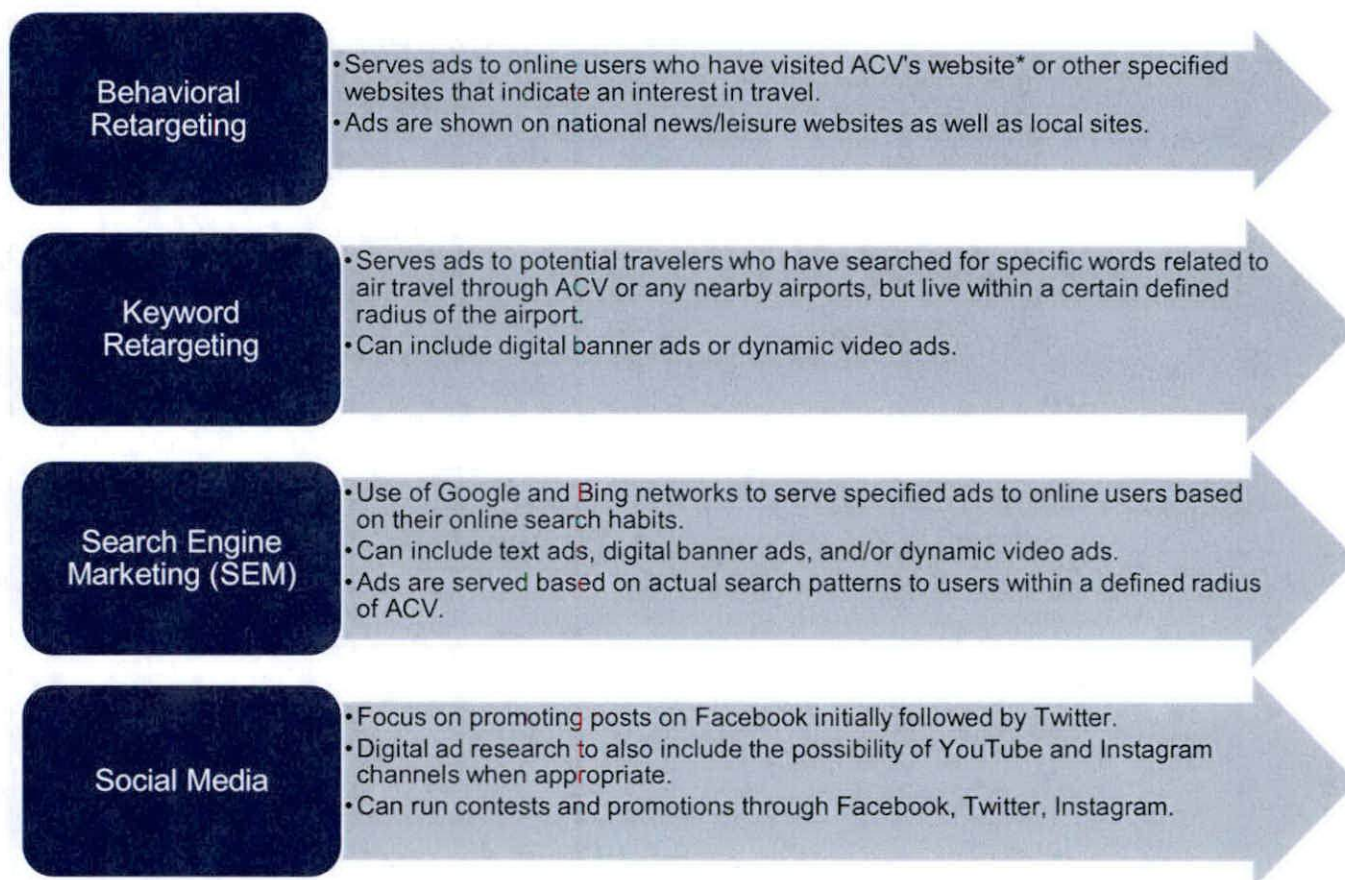 Behavioral
Retargeting
•Serves ads to online users who have visited ACV's website* or other specified
websites that indicate an interest in travel.
•Ads are shown on national news/leisure websites as well as local sites.
Keyword
Retargeting
•Serves ads to potential travelers who have searched for specific words related to
air travel through ACV or any nearby airports, but live within a certain defined
radius of the airport.
•Can include digital banner ads or dynamic video ads.
Search Engine
Marketing (SEM)
•Use of Google and Bing networks to serve specified ads to online users based
on their online search habits.
•Can include text ads, digital banner ads, and/or dynamic video ads.
•Ads are served based on actual search patterns to users within a defined radius
of ACV.
Social Media
•Focus on promoting posts on Facebook initially followed by Twitter.
•Digital ad research to also include the possibility of YouTube and Instagram
channels when appropriate.
•Can run contests and promotions through Facebook, Twitter, Instagram.